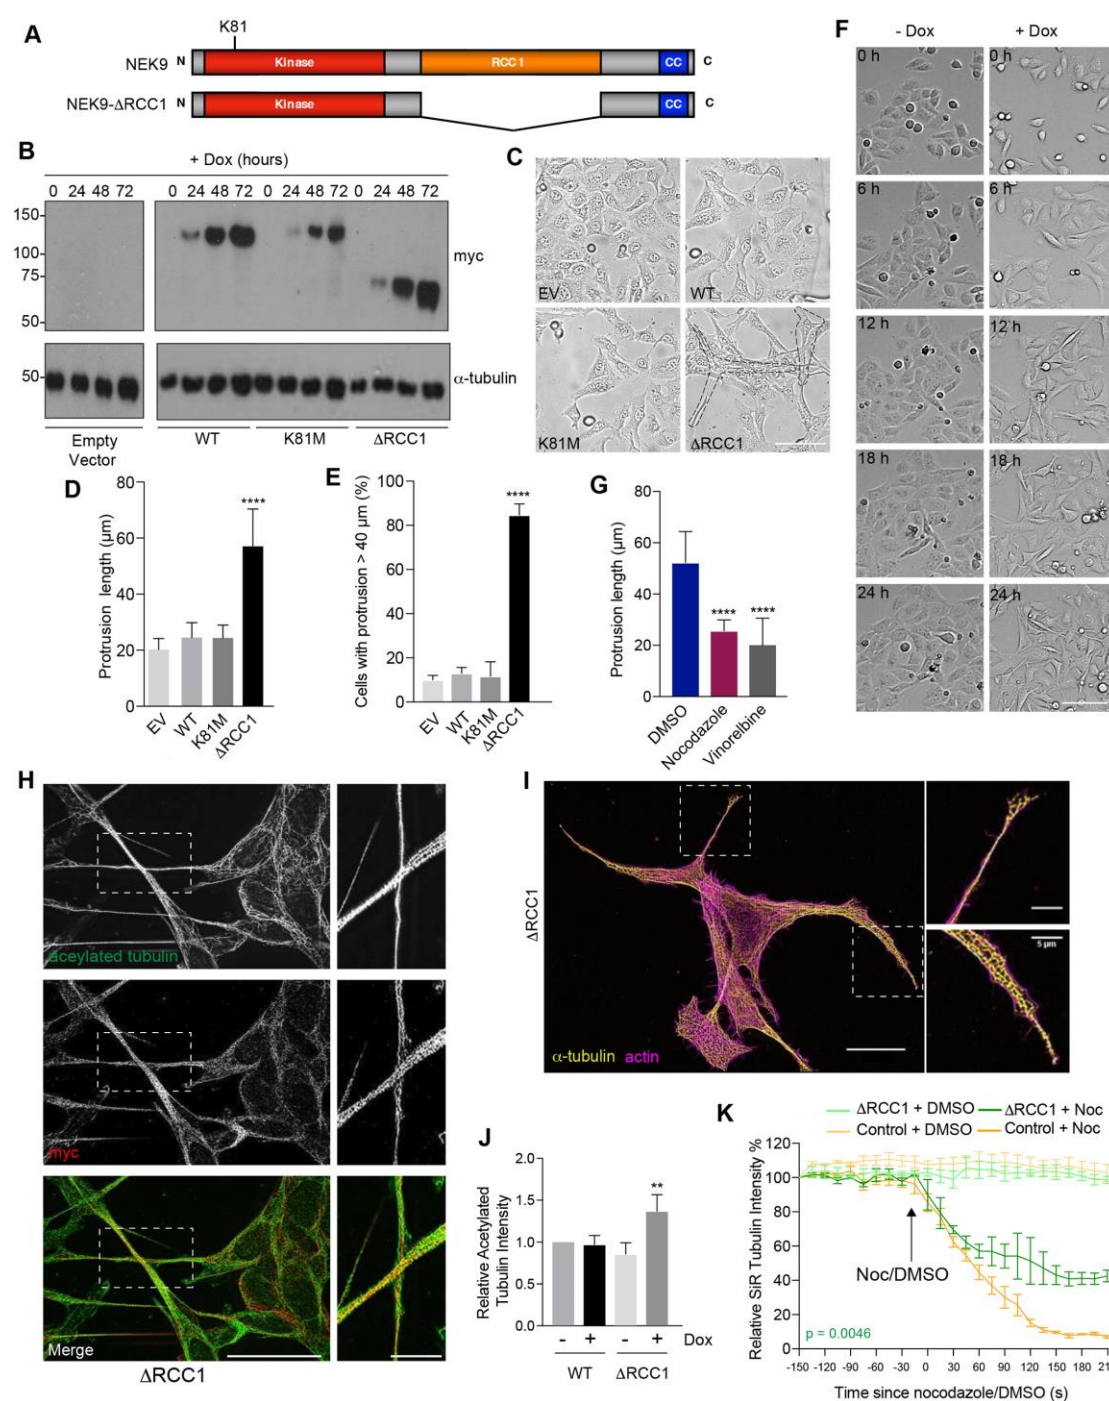 A
K81
NEK9 N Kinase RCC1 CC C
NEK9-ΔRCC1 N Kinase CC C
B
+ Dox (hours)
0 24 48 72 0 24 48 72 0 24 48 72 0 24 48 72
150-
100-
75-
50-
myc
50-
α-tubulin
Empty
Vector
WT K81M ΔRCC1
C
EV WT
K81M ΔRCC1
D
Protrusion length (μm)
80
60
40
20
0
****
EV WT K81M ΔRCC1
E
Cells with protrusion > 40 μm (%)
100
80
60
40
20
0
****
EV WT K81M ΔRCC1
F
- Dox + Dox
0 h 0 h
6 h 6 h
12 h 12 h
18 h 18 h
24 h 24 h
G
Protrusion length (μm)
80
60
40
20
0
**** ****
DMSO Nocodazole Vinorelbine
H
aceylated tubulin
myc
Merge
ΔRCC1
I
ΔRCC1
α-tubulin actin
5 μm
J
Relative Acetylated
Tubulin Intensity
2.0
1.5
1.0
0.5
0.0
**
- + - + Dox
WT ΔRCC1
K
ΔRCC1 + DMSO ΔRCC1 + Noc
Control + DMSO Control + Noc
Relative SiR Tubulin Intensity %
120
100
80
60
40
20
0
Noc/DMSO
p = 0.0046
-150 -120 -90 -60 -30 0 30 60 90 120 150 180 21
Time since nocodazole/DMSO (s)